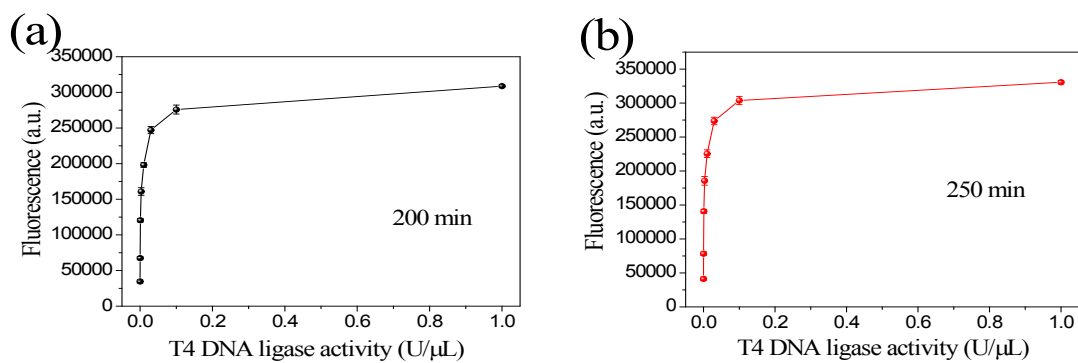 (a)
350000
300000
250000
200000
150000
100000
50000
0
Fluorescence (a.u.)
200 min
0.0 0.2 0.4 0.6 0.8 1.0
T4 DNA ligase activity (U/μL)
(b)
350000
300000
250000
200000
150000
100000
50000
0
Fluorescence (a.u.)
250 min
0.0 0.2 0.4 0.6 0.8 1.0
T4 DNA ligase activity (U/μL)